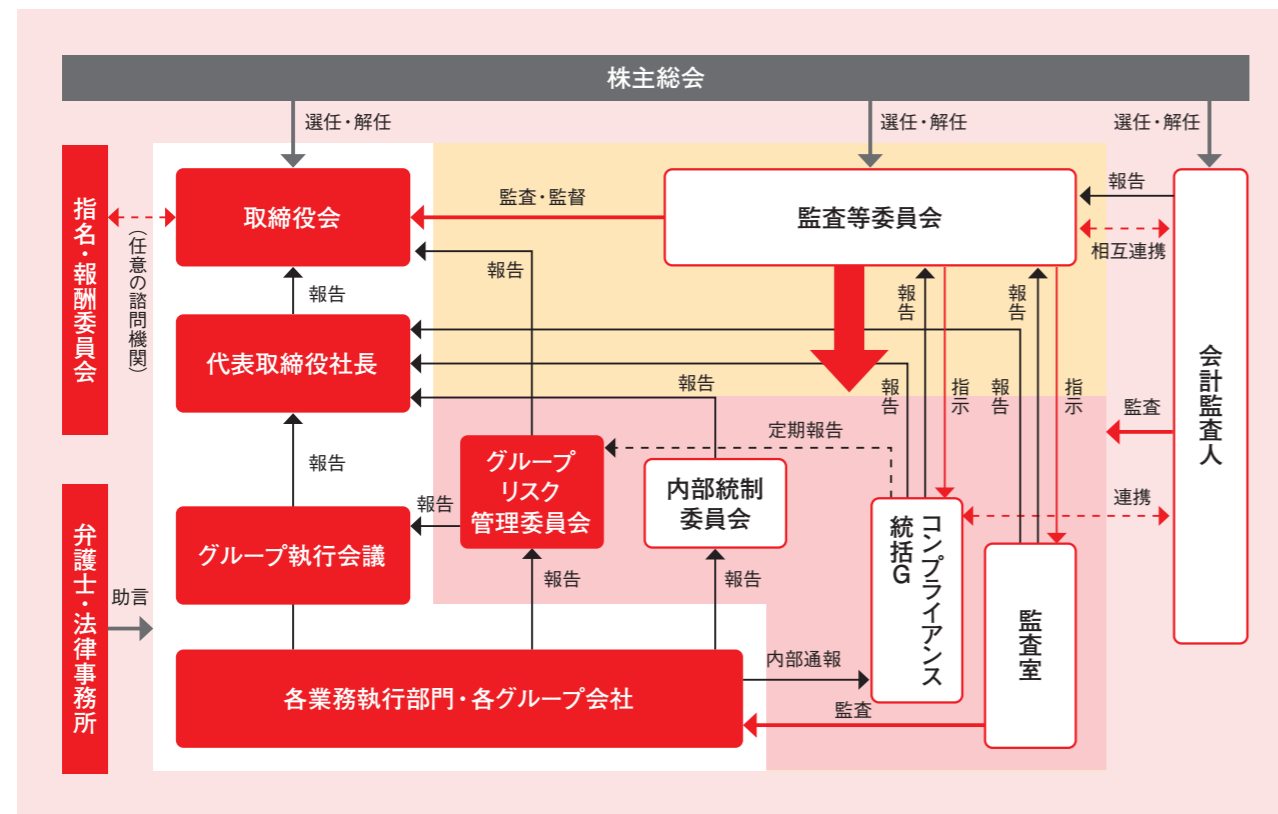 株主総会
選任・解任
選任・解任
選任・解任
指名・報酬委員会
(任意の諮問機関)
取締役会
監査・監督
監査等委員会
報告
相互連携
報告
報告
報告
報告
代表取締役社長
報告
報告
指示
報告
指示
会計監査人
監査
報告
定期報告
グループ
リスク
管理委員会
内部統制
委員会
報告
連携
弁護士・法律事務所
助言
グループ執行会議
コンプライアンス
統括G
監査室
報告
報告
各業務執行部門・各グループ会社
内部通報
監査